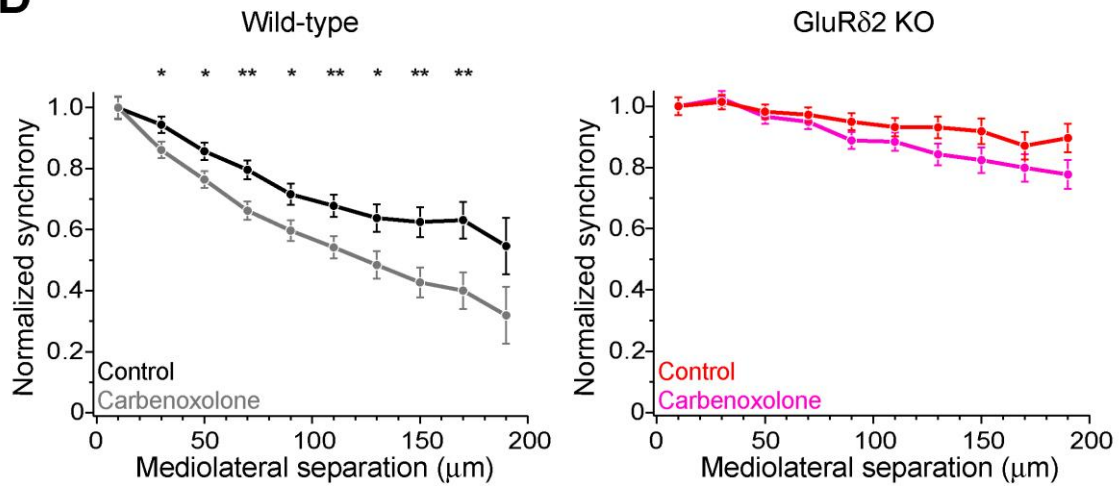 D
Wild-type
* * ** * ** * ** **
Normalized synchrony
1.0
0.8
0.6
0.4
0.2
0
Control
Carbenoxolone
0 50 100 150 200
Mediolateral separation (μm)
GluRδ2 KO
Normalized synchrony
1.0
0.8
0.6
0.4
0.2
0
Control
Carbenoxolone
0 50 100 150 200
Mediolateral separation (μm)